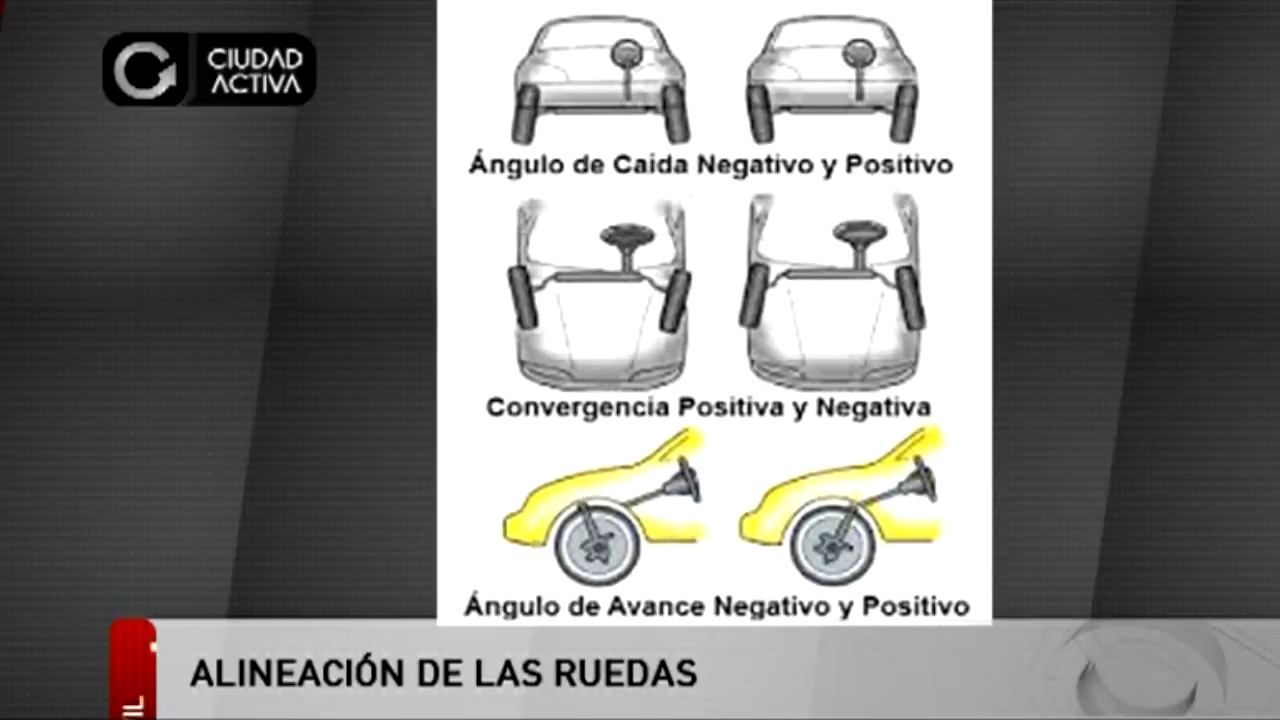 CIUDAD
ACTIVA
Ángulo de Caida Negativo y Positivo
Convergencia Positiva y Negativa
Ángulo de Avance Negativo y Positivo
ALINEACIÓN DE LAS RUEDAS